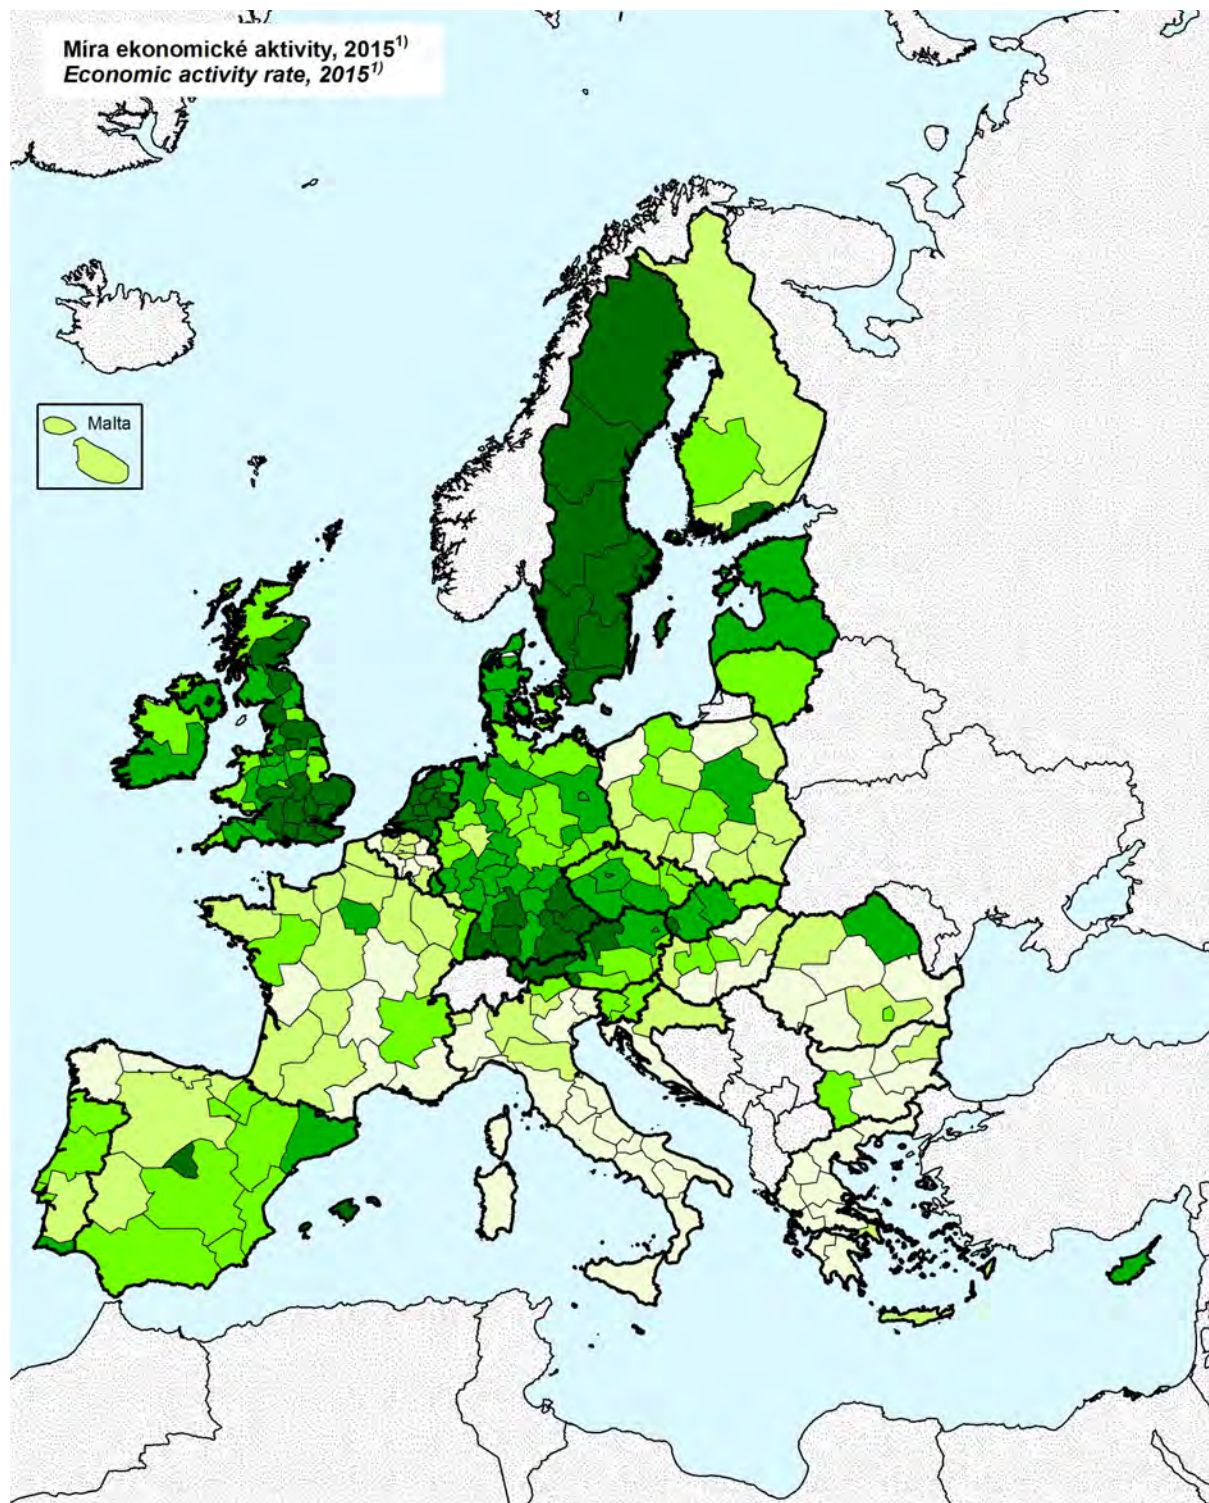 Míra ekonomické aktivity, 2015¹⁾
Economic activity rate, 2015¹⁾
Malta